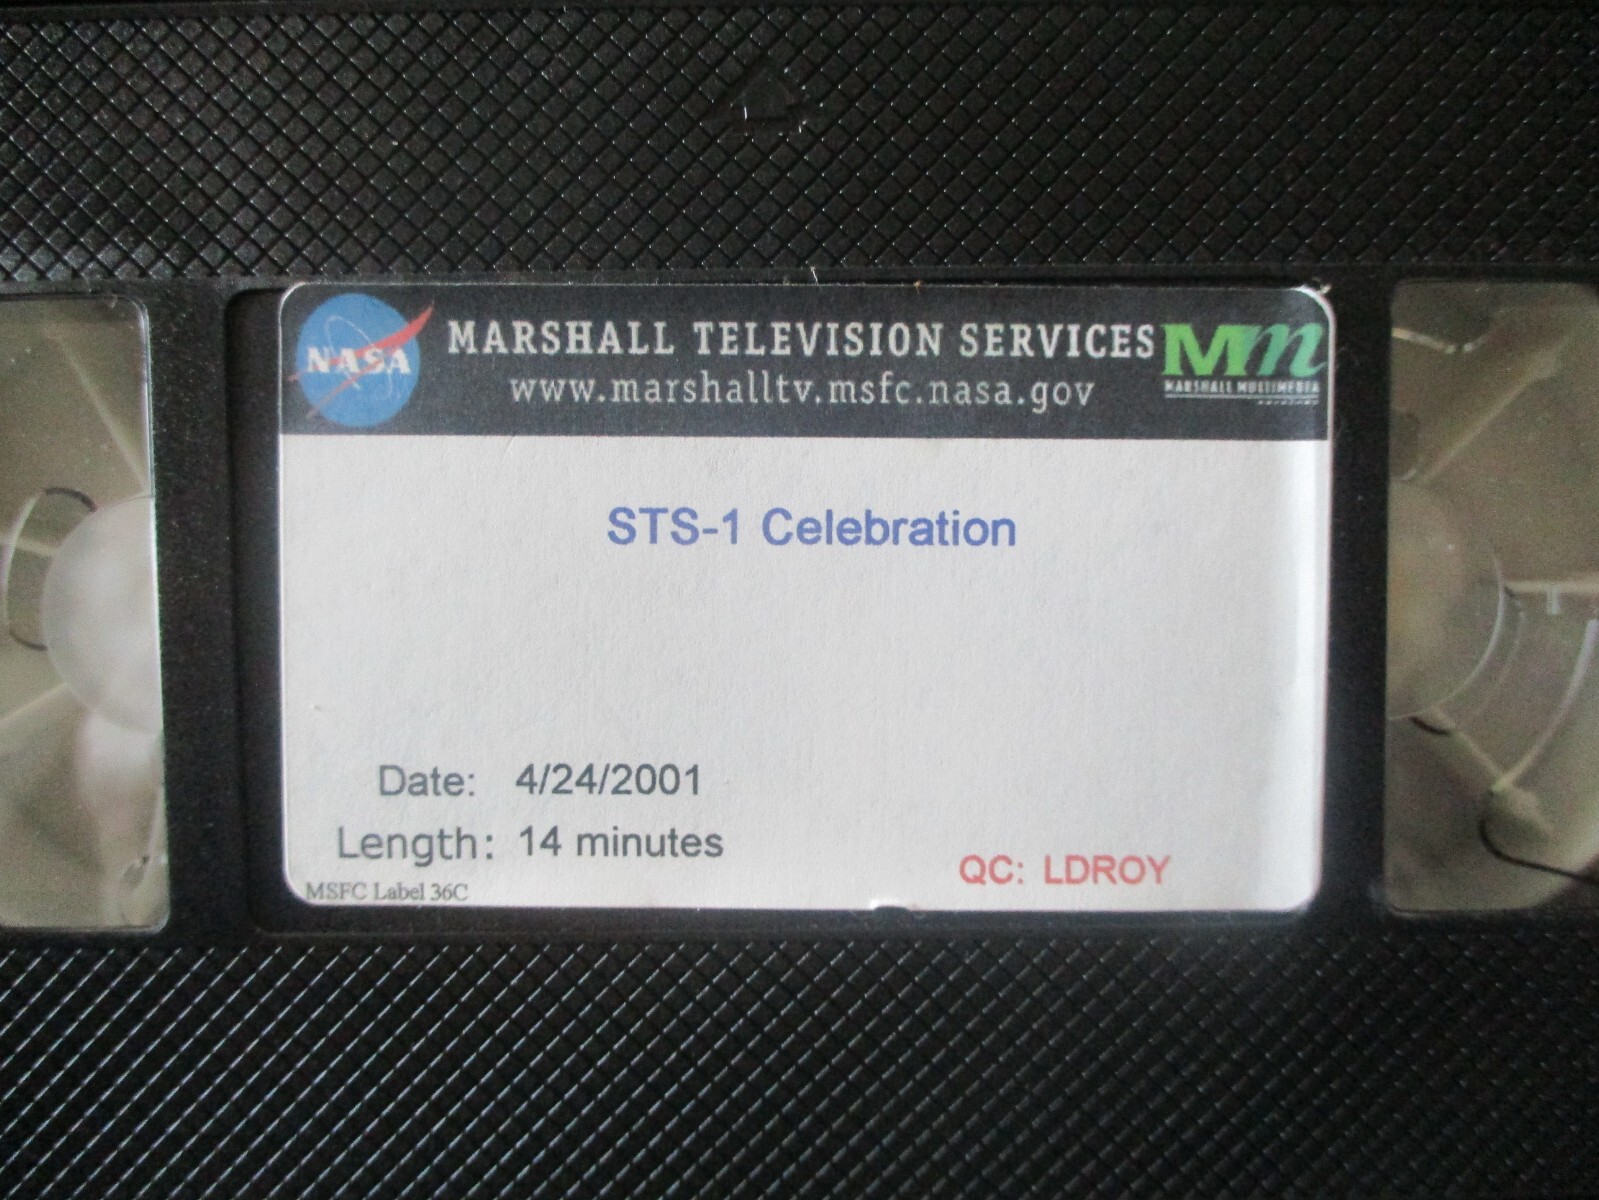 NASA
MARSHALL TELEVISION SERVICES
www.marshalltv.msfc.nasa.gov
Mm
MARSHALL MULTIMEDIA
STS-1 Celebration
Date: 4/24/2001
Length: 14 minutes
QC: LDROY
MSFC Label 36C